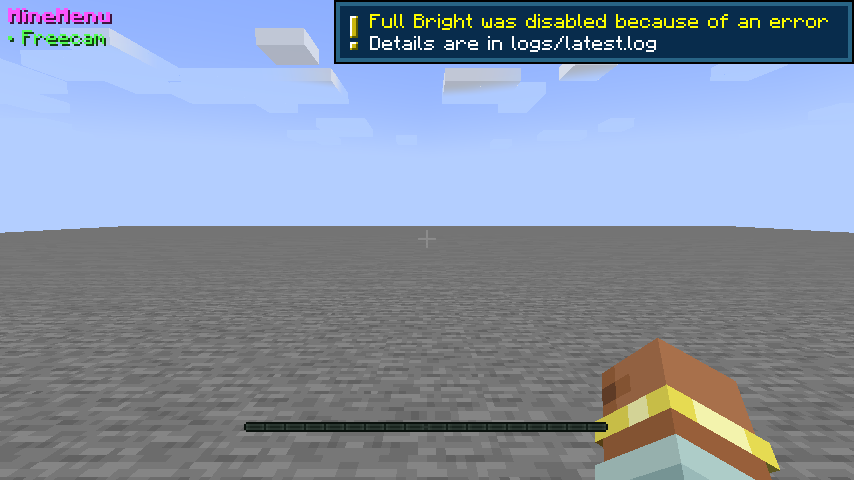 MineMenu
• Freecam
Full Bright was disabled because of an error
Details are in logs/latest.log